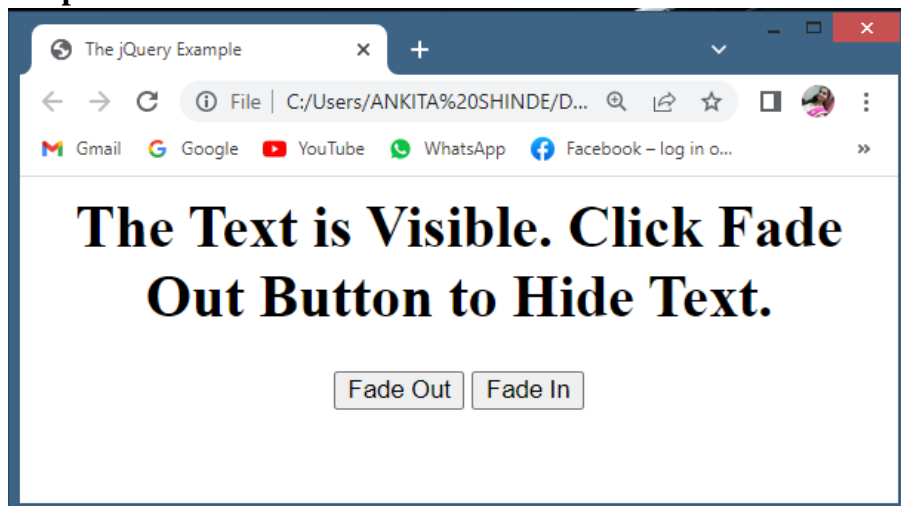 The jQuery Example
File | C:/Users/ANKITA%20SHINDE/D...
Gmail Google YouTube WhatsApp Facebook – log in o...
The Text is Visible. Click Fade
Out Button to Hide Text.
Fade Out Fade In